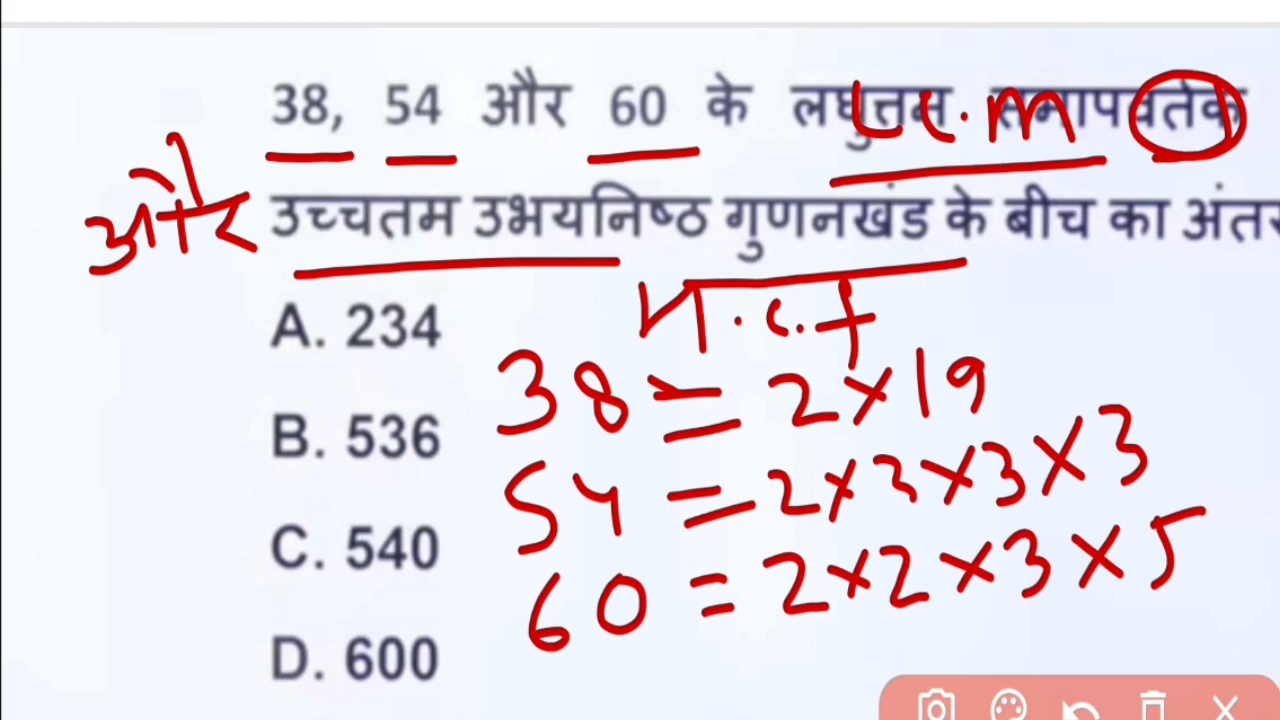 38, 54 और 60 के लघुत्तम समापवर्तक
L.C.M
और उच्चतम उभयनिष्ठ गुणनखंड के बीच का अंतर
H.C.f
A. 234
38 = 2×19
B. 536
54 = 2×3×3×3
C. 540
60 = 2×2×3×5
D. 600